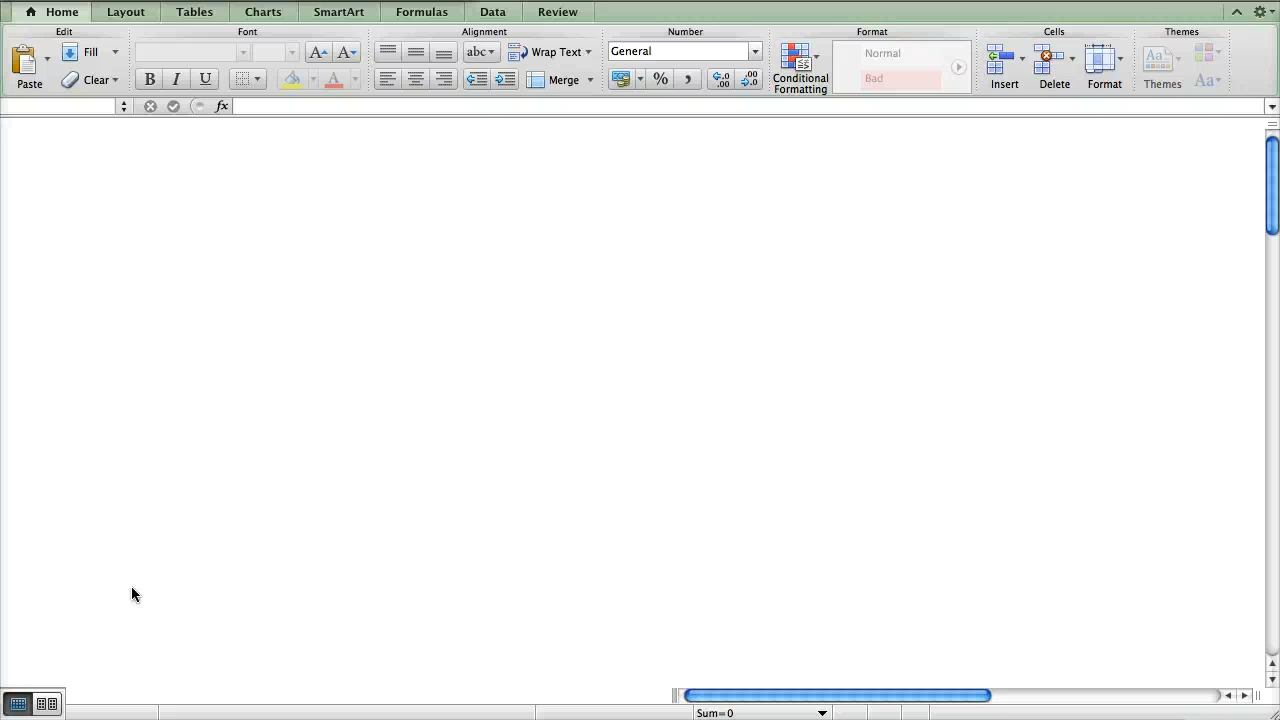 Home Layout Tables Charts SmartArt Formulas Data Review
Edit Font Alignment Number Format Cells Themes
Fill abc Wrap Text General Normal
Paste Clear B I U Merge % Conditional Formatting Bad Insert Delete Format Themes Aa
fx
Sum=0